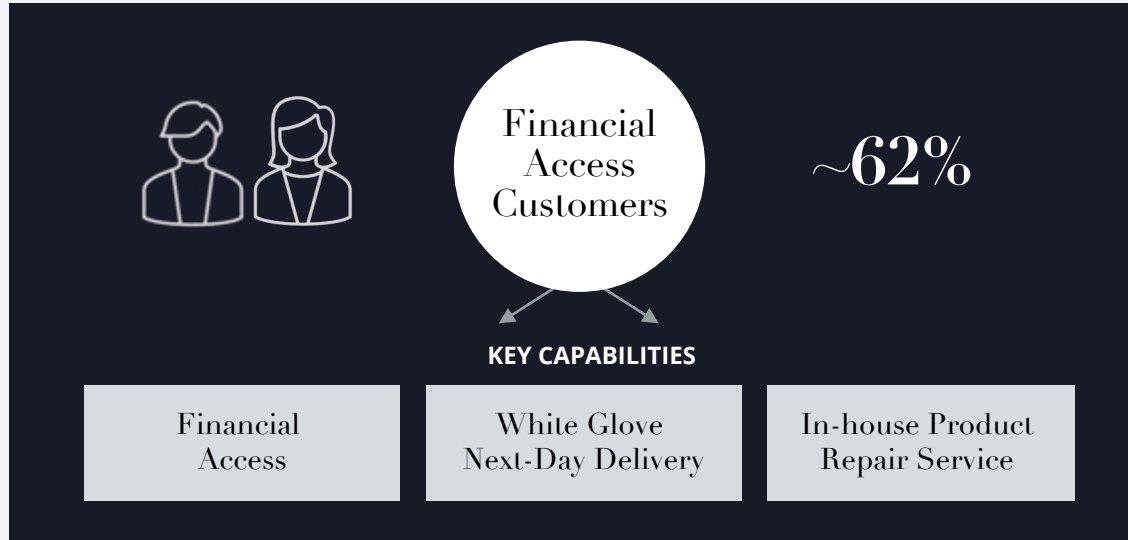 Financial
Access
Customers
~62%
KEY CAPABILITIES
Financial
Access
White Glove
Next-Day Delivery
In-house Product
Repair Service